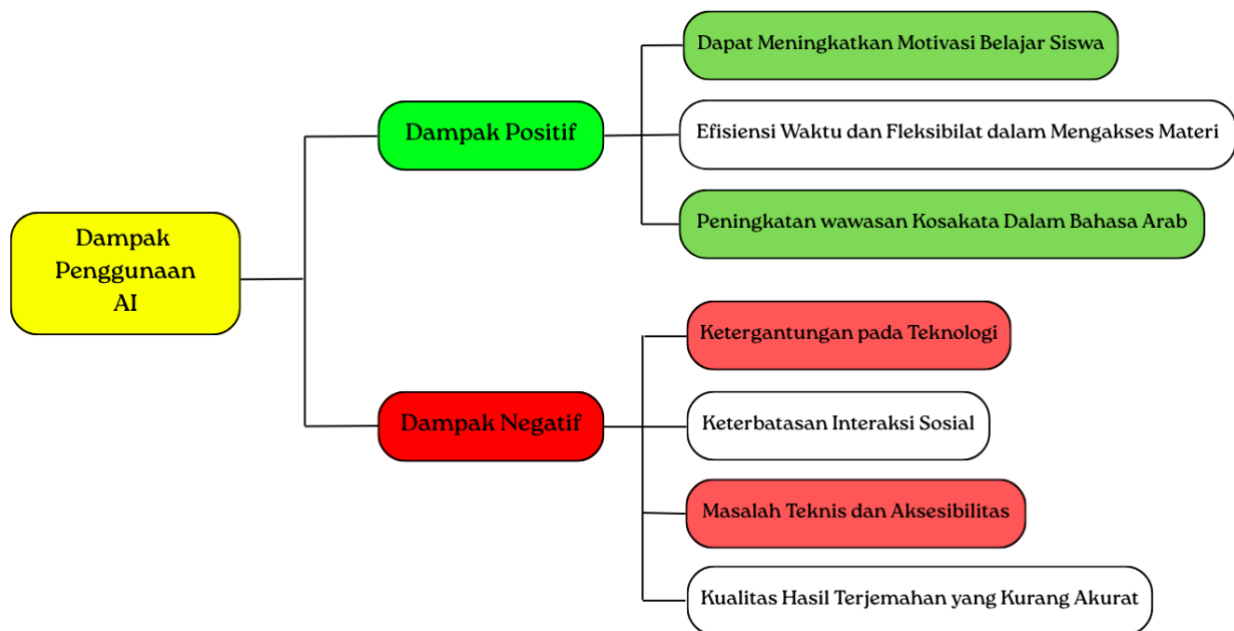 Dampak
Penggunaan
AI
Dampak Positif
Dapat Meningkatkan Motivasi Belajar Siswa
Efisiensi Waktu dan Fleksibilat dalam Mengakses Materi
Peningkatan wawasan Kosakata Dalam Bahasa Arab
Dampak Negatif
Ketergantungan pada Teknologi
Keterbatasan Interaksi Sosial
Masalah Teknis dan Aksesibilitas
Kualitas Hasil Terjemahan yang Kurang Akurat